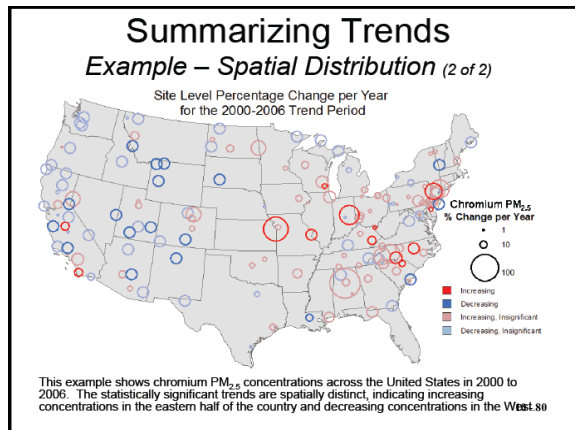 Summarizing Trends
Example – Spatial Distribution (2 of 2)
Site Level Percentage Change per Year
for the 2000-2006 Trend Period
Chromium PM2.5
% Change per Year
1
10
100
Increasing
Decreasing
Increasing, Insignificant
Decreasing, Insignificant
This example shows chromium PM2.5 concentrations across the United States in 2000 to
2006. The statistically significant trends are spatially distinct, indicating increasing
concentrations in the eastern half of the country and decreasing concentrations in the West.